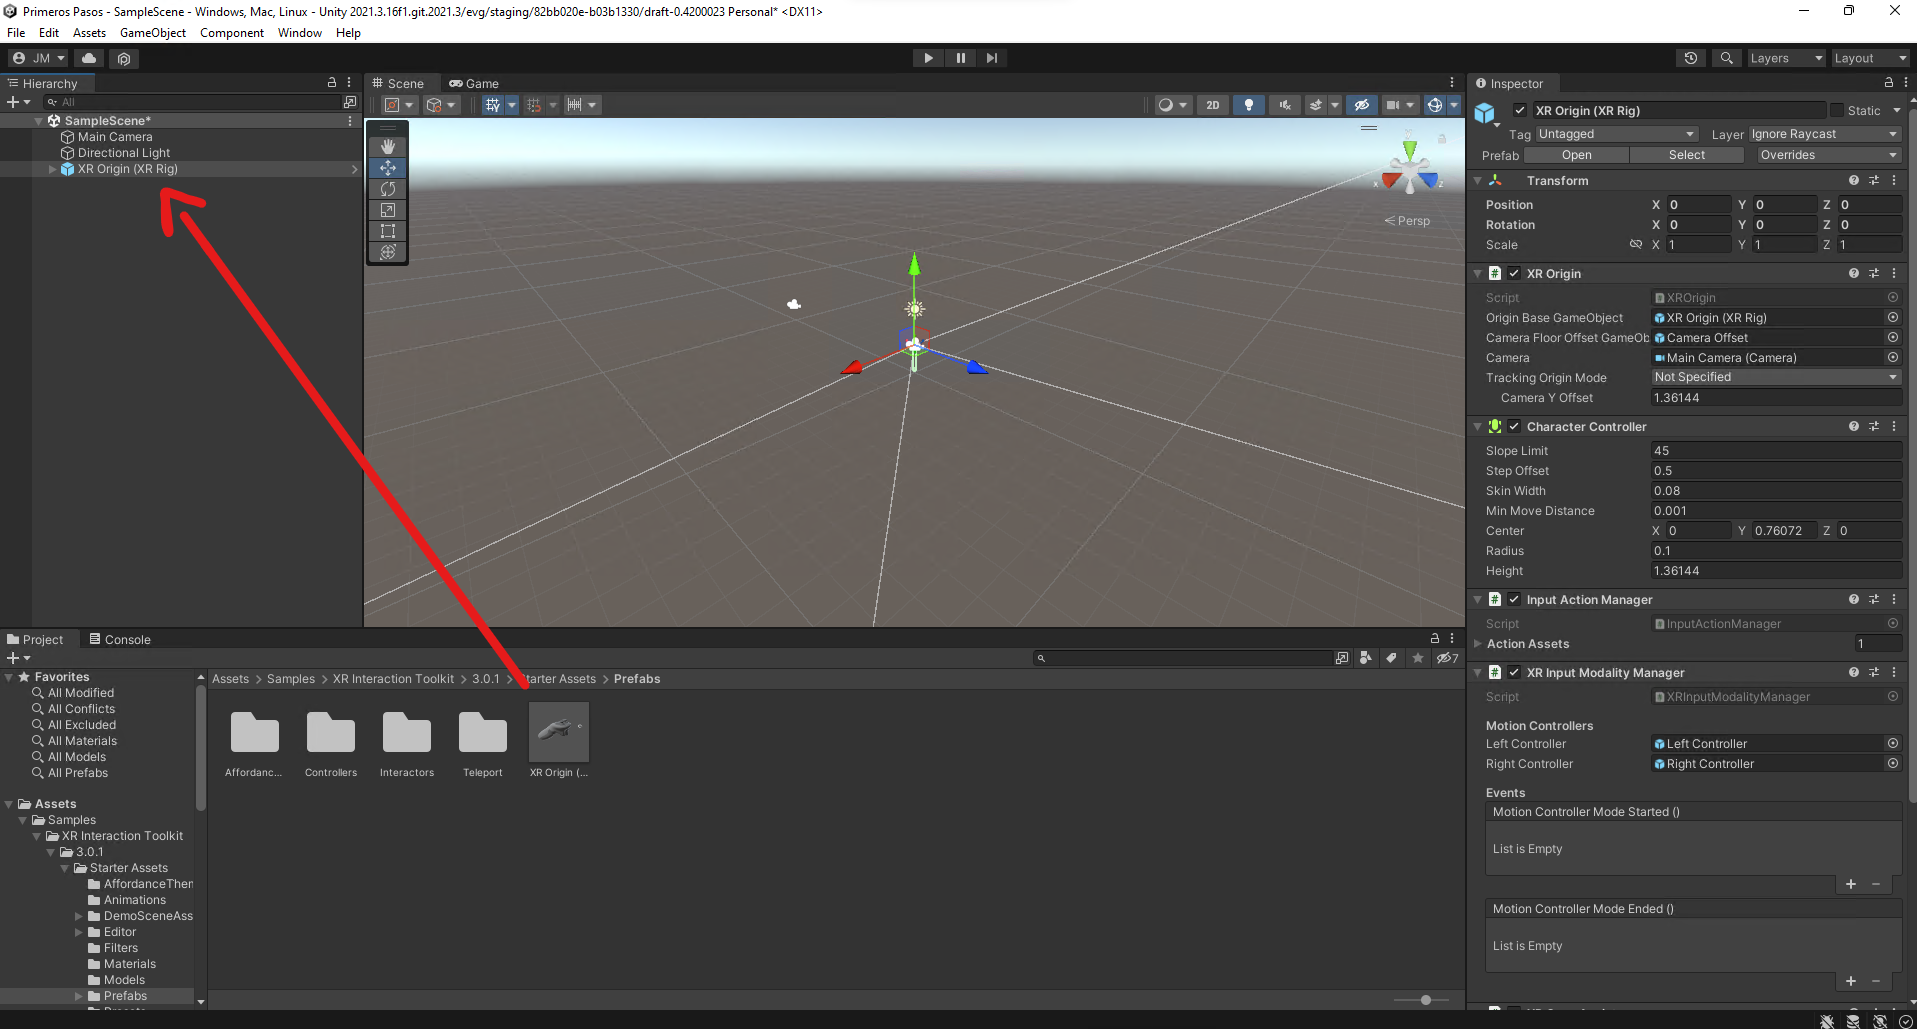 Primeros Pasos - SampleScene - Windows, Mac, Linux - Unity 2021.3.16f1.git.2021.3/evg/staging/82bb020e-b03b1330/draft-0.4200023 Personal* <DX11>
File Edit Assets GameObject Component Window Help
JM Layers Layout
Hierarchy
All
SampleScene*
Main Camera
Directional Light
XR Origin (XR Rig)
Scene Game
2D
Y
x
z
Persp
Inspector
XR Origin (XR Rig) Static
Tag Untagged Layer Ignore Raycast
Prefab Open Select Overrides
Transform
Position X 0 Y 0 Z 0
Rotation X 0 Y 0 Z 0
Scale X 1 Y 1 Z 1
XR Origin
Script XROrigin
Origin Base GameObject XR Origin (XR Rig)
Camera Floor Offset GameOb Camera Offset
Camera Main Camera (Camera)
Tracking Origin Mode Not Specified
Camera Y Offset 1.36144
Character Controller
Slope Limit 45
Step Offset 0.5
Skin Width 0.08
Min Move Distance 0.001
Center X 0 Y 0.76072 Z 0
Radius 0.1
Height 1.36144
Input Action Manager
Script InputActionManager
Action Assets 1
XR Input Modality Manager
Script XRInputModalityManager
Motion Controllers
Left Controller Left Controller
Right Controller Right Controller
Events
Motion Controller Mode Started ()
List is Empty
Motion Controller Mode Ended ()
List is Empty
Project Console
7
Favorites
All Modified
All Conflicts
All Excluded
All Materials
All Models
All Prefabs
Assets
Samples
XR Interaction Toolkit
3.0.1
Starter Assets
AffordanceThem
Animations
DemoSceneAss
Editor
Filters
Materials
Models
Prefabs
Assets > Samples > XR Interaction Toolkit > 3.0.1 > Starter Assets > Prefabs
Affordanc... Controllers Interactors Teleport XR Origin (...